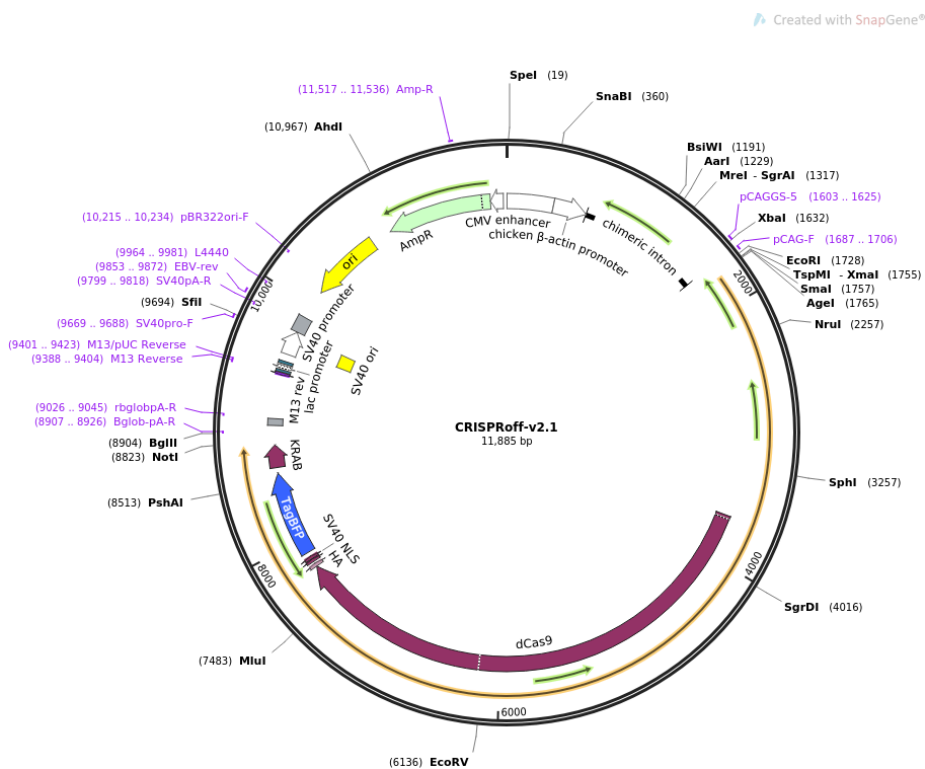 Created with SnapGene®
SpeI (19)
SnaBI (360)
BsiWI (1191)
AarI (1229)
MreI - SgrAI (1317)
pCAGGS-5 (1603 .. 1625)
XbaI (1632)
pCAG-F (1687 .. 1706)
EcoRI (1728)
TspMI - XmaI (1755)
SmaI (1757)
AgeI (1765)
NruI (2257)
SphI (3257)
SgrDI (4016)
EcoRV (6136)
MluI (7483)
PshAI (8513)
NotI (8823)
BglII (8904)
(8907 .. 8926) Bglob-pA-R
(9026 .. 9045) rbglobpA-R
(9388 .. 9404) M13 Reverse
(9401 .. 9423) M13/pUC Reverse
(9669 .. 9688) SV40pro-F
(9694) SfiI
(9799 .. 9818) SV40pA-R
(9853 .. 9872) EBV-rev
(9964 .. 9981) L4440
(10,215 .. 10,234) pBR322ori-F
(10,967) AhdI
(11,517 .. 11,536) Amp-R
2000
4000
6000
8000
10,000
CMV enhancer
chicken β-actin promoter
chimeric intron
dCas9
HA
SV40 NLS
TagBFP
KRAB
M13 rev
lac promoter
SV40 promoter
SV40 ori
ori
AmpR
CRISPRoff-v2.1
11,885 bp